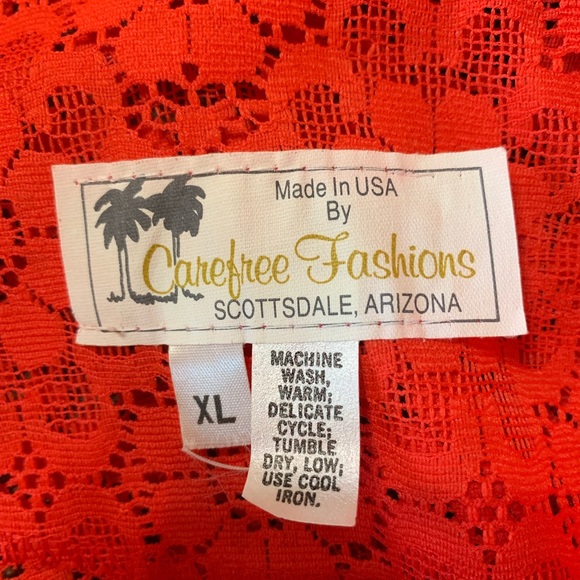 Made In USA
By
Carefree Fashions
SCOTTSDALE, ARIZONA
XL
MACHINE
WASH,
WARM;
DELICATE
CYCLE;
TUMBLE
DRY, LOW;
USE COOL
IRON.